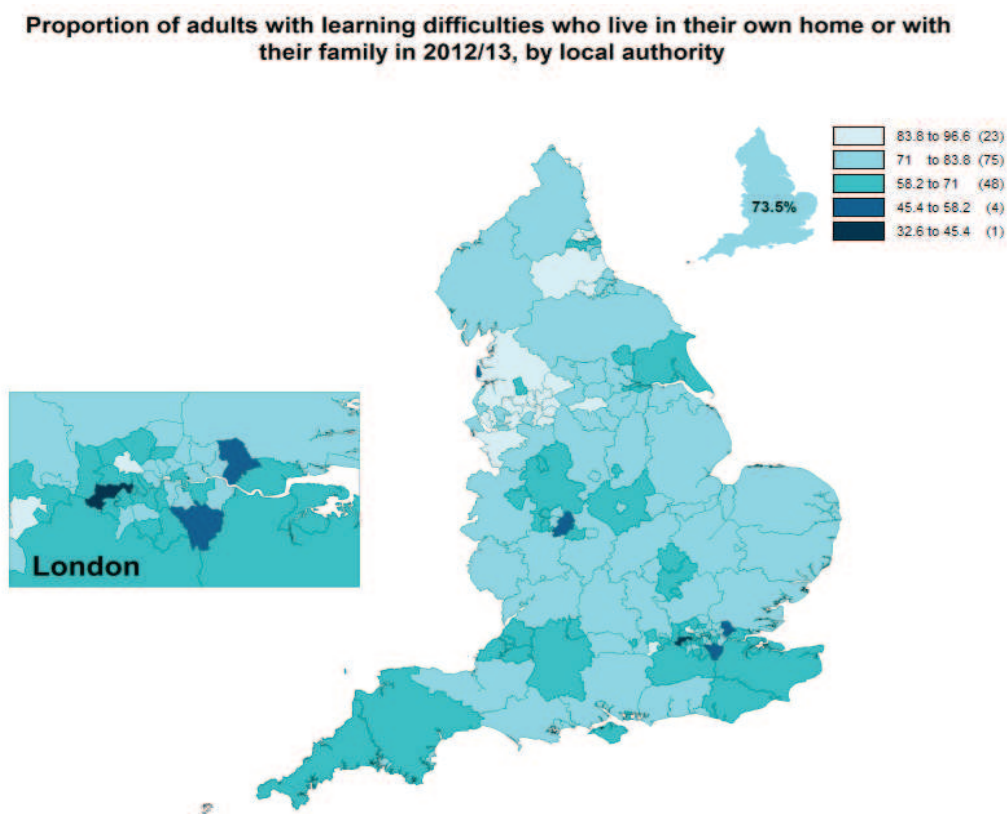 Proportion of adults with learning difficulties who live in their own home or with
their family in 2012/13, by local authority
83.8 to 96.6 (23)
71 to 83.8 (75)
58.2 to 71 (48)
45.4 to 58.2 (4)
32.6 to 45.4 (1)
73.5%
London